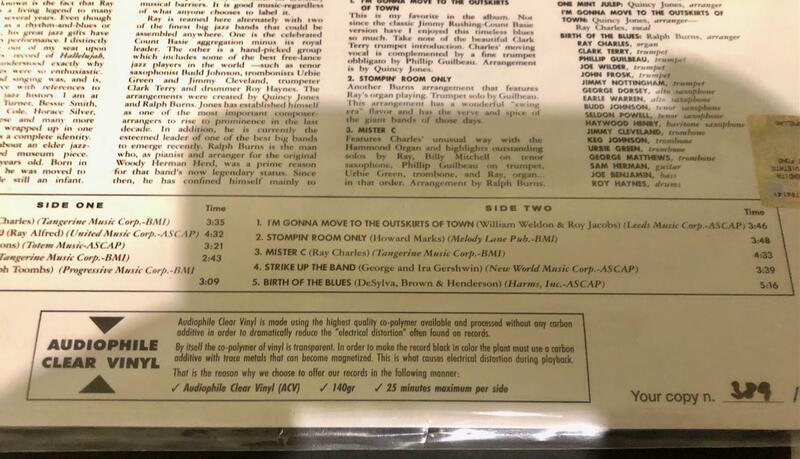 known is the fact that Ray
a living legend to many
several years. Even though
as a rhythm-and-blues or
his great jazz gifts have
performance. I distinctly
out of my seat upon
record of Hallelujah,
understood exactly why
were so enthusiastic.
singing was, and is,
with references to
jazz history. I am at
Turner, Bessie Smith,
Cole, Horace Silver,
these and many more
wrapped up in one
complete identity.
about an elder jazz-
museum piece.
years old. Born in
he was moved to
still an infant.
musical barriers. It is good music-regardless
of what anyone chooses to label it.
Ray is teamed here alternately with two
of the finest big jazz bands that could be
assembled anywhere. One is the celebrated
Count Basie aggregation minus its royal
leader. The other is a hand-picked group
which includes some of the best free-lance
jazz players in the world —such as tenor
saxophonist Budd Johnson, trombonists Urbie
Green and Jimmy Cleveland, trumpeter
Clark Terry and drummer Roy Haynes. The
arrangements were created by Quincy Jones
and Ralph Burns. Jones has established himself
as one of the most important composer-
arrangers to rise to prominence in the last
decade. In addition, he is currently the
esteemed leader of one of the best big bands
to emerge recently. Ralph Burns is the man
who, as pianist and arranger for the original
Woody Herman Herd, was a prime reason
for that band's now legendary status. Since
then, he has confined himself mainly to
1. I'M GONNA MOVE TO THE OUTSKIRTS
OF TOWN
This is my favorite in the album. Not
since the classic Jimmy Rushing-Count Basie
version have I enjoyed this timeless blues
so much. Take note of the beautiful Clark
Terry trumpet introduction. Charles' moving
vocal is complemented by a fine trumpet
obbligato by Phillip Guilbeau. Arrangement
is by Quincy Jones.
2. STOMPIN ROOM ONLY
Another Burns arrangement that features
Ray's organ playing. Trumpet solo by Guilbeau.
This arrangement has a wonderful "swing
era" flavor and has the verve and spice of
the giant bands of those days.
3. MISTER C
Features Charles' unusual way with the
Hammond Organ and highlights outstanding
solos by Ray, Billy Mitchell on tenor
saxophone, Phillip Guilbeau on trumpet,
Urbie Green, trombone, and Ray, organ...
in that order. Arrangement by Ralph Burns.
ONE MINT JULEP: Quincy Jones, arranger
I'M GONNA MOVE TO THE OUTSKIRTS OF
TOWN: Quincy Jones, arranger—
Ray Charles, vocal
BIRTH OF THE BLUES: Ralph Burns, arranger
RAY CHARLES, organ
CLARK TERRY, trumpet
PHILLIP GUILBEAU, trumpet
JOE WILDER, trumpet
JOHN FROSK, trumpet
JIMMY NOTTINGHAM, trumpet
GEORGE DORSEY, alto saxophone
EARLE WARREN, alto saxophone
BUDD JOHNSON, tenor saxophone
SELDON POWELL, tenor saxophone
HAYWOOD HENRY, baritone saxophone
JIMMY CLEVELAND, trombone
KEG JOHNSON, trombone
URBIE GREEN, trombone
GEORGE MATTHEWS, trombone
SAM HERMAN, guitar
JOE BENJAMIN, bass
ROY HAYNES, drums
SIDE ONE
Time
Charles) (Tangerine Music Corp.-BMI) 3:35
(Ray Alfred) (United Music Corp.-ASCAP) 4:32
ons) (Totem Music-ASCAP) 3:21
Tangerine Music Corp.-BMI) 2:43
ph Toombs) (Progressive Music Corp.-BMI
3:09
SIDE TWO
Time
1. I'M GONNA MOVE TO THE OUTSKIRTS OF TOWN (William Weldon & Roy Jacobs) (Leeds Music Corp.-ASCAP) 3:46
2. STOMPIN ROOM ONLY (Howard Marks) (Melody Lane Pub.-BMI) 3:48
3. MISTER C (Ray Charles) (Tangerine Music Corp.-BMI) 4:33
4. STRIKE UP THE BAND (George and Ira Gershwin) (New World Music Corp.-ASCAP) 3:39
5. BIRTH OF THE BLUES (DeSylva, Brown & Henderson) (Harms, Inc.-ASCAP) 5:16
AUDIOPHILE
CLEAR VINYL
Audiophile Clear Vinyl is made using the highest quality co-polymer available and processed without any carbon
additive in order to dramatically reduce the "electrical distortion" often found on records.
By itself the co-polymer of vinyl is transparent. In order to make the record black in color the plant must use a carbon
additive with trace metals that can become magnetized. This is what causes electrical distortion during playback.
That is the reason why we choose to offer our records in the following manner:
✓ Audiophile Clear Vinyl (ACV) ✓ 140gr ✓ 25 minutes maximum per side
Your copy n. 389 /